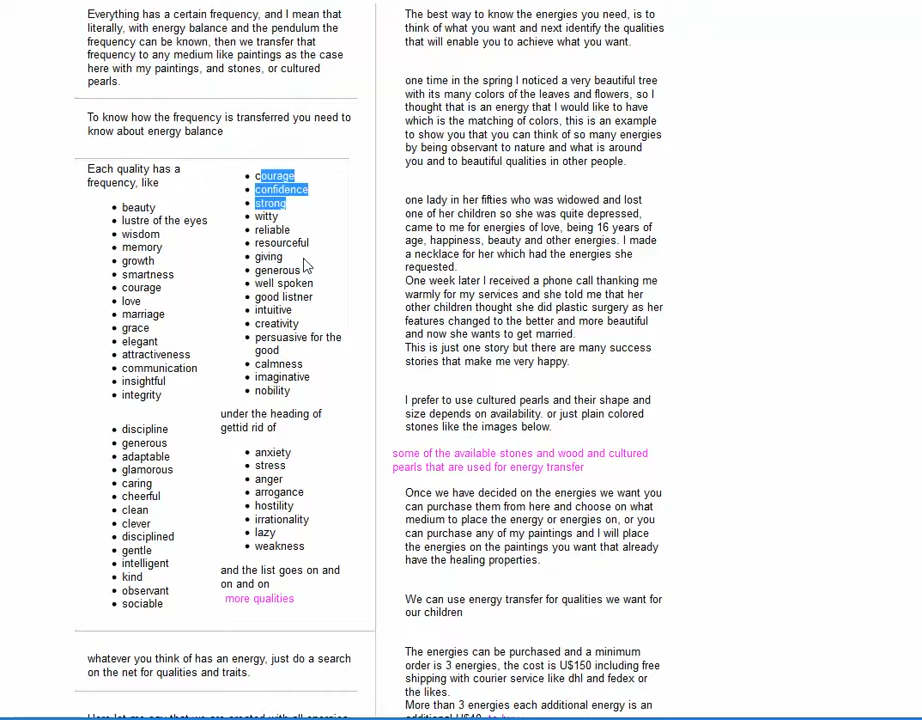 Everything has a certain frequency, and I mean that
literally, with energy balance and the pendulum the
frequency can be known, then we transfer that
frequency to any medium like paintings as the case
here with my paintings, and stones, or cultured
pearls.
To know how the frequency is transferred you need to
know about energy balance
Each quality has a
frequency, like
beauty
lustre of the eyes
wisdom
memory
growth
smartness
courage
love
marriage
grace
elegant
attractiveness
communication
insightful
integrity
discipline
generous
adaptable
glamorous
caring
cheerful
clean
clever
disciplined
gentle
intelligent
kind
observant
sociable
courage
confidence
strong
witty
reliable
resourceful
giving
generous
well spoken
good listner
intuitive
creativity
persuasive for the
good
calmness
imaginative
nobility
under the heading of
gettid rid of
anxiety
stress
anger
arrogance
hostility
irrationality
lazy
weakness
and the list goes on and
on and on
more qualities
whatever you think of has an energy, just do a search
on the net for qualities and traits.
Here let me say that we are created with all energies
The best way to know the energies you need, is to
think of what you want and next identify the qualities
that will enable you to achieve what you want.
one time in the spring I noticed a very beautiful tree
with its many colors of the leaves and flowers, so I
thought that is an energy that I would like to have
which is the matching of colors, this is an example
to show you that you can think of so many energies
by being observant to nature and what is around
you and to beautiful qualities in other people.
one lady in her fifties who was widowed and lost
one of her children so she was quite depressed,
came to me for energies of love, being 16 years of
age, happiness, beauty and other energies. I made
a necklace for her which had the energies she
requested.
One week later I received a phone call thanking me
warmly for my services and she told me that her
other children thought she did plastic surgery as her
features changed to the better and more beautiful
and now she wants to get married.
This is just one story but there are many success
stories that make me very happy.
I prefer to use cultured pearls and their shape and
size depends on availability. or just plain colored
stones like the images below.
some of the available stones and wood and cultured
pearls that are used for energy transfer
Once we have decided on the energies we want you
can purchase them from here and choose on what
medium to place the energy or energies on, or you
can purchase any of my paintings and I will place
the energies on the paintings you want that already
have the healing properties.
We can use energy transfer for qualities we want for
our children
The energies can be purchased and a minimum
order is 3 energies, the cost is U$150 including free
shipping with courier service like dhl and fedex or
the likes.
More than 3 energies each additional energy is an
additional U$40